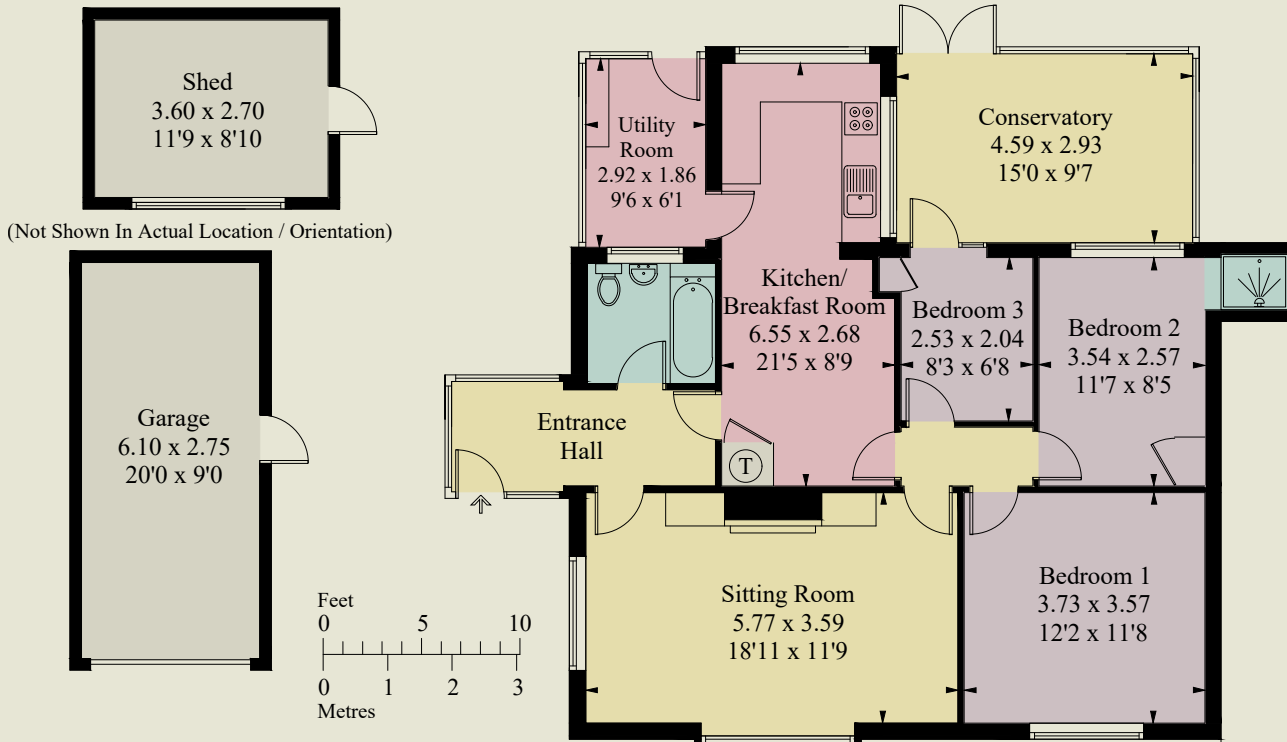 Shed
3.60 x 2.70
11'9 x 8'10
(Not Shown In Actual Location / Orientation)
Utility
Room
2.92 x 1.86
9'6 x 6'1
Conservatory
4.59 x 2.93
15'0 x 9'7
Kitchen/
Breakfast Room
6.55 x 2.68
21'5 x 8'9
Bedroom 3
2.53 x 2.04
8'3 x 6'8
Bedroom 2
3.54 x 2.57
11'7 x 8'5
Garage
6.10 x 2.75
20'0 x 9'0
Entrance
Hall
T
Sitting Room
5.77 x 3.59
18'11 x 11'9
Bedroom 1
3.73 x 3.57
12'2 x 11'8
Feet
0 5 10
0 1 2 3
Metres